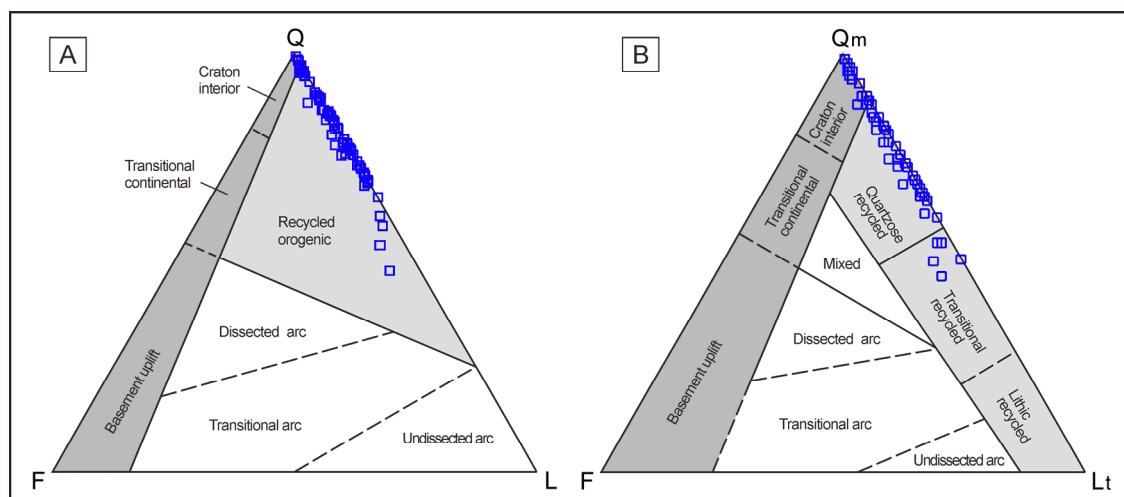 A
Q
Craton
interior
Transitional
continental
Recycled
orogenic
Dissected arc
Basement uplift
Transitional arc
Undissected arc
F
L
B
Qm
Craton
interior
Transitional
continental
Quartzose
recycled
Mixed
Transitional
recycled
Dissected arc
Basement uplift
Lithic
recycled
Transitional arc
Undissected arc
F
Lt